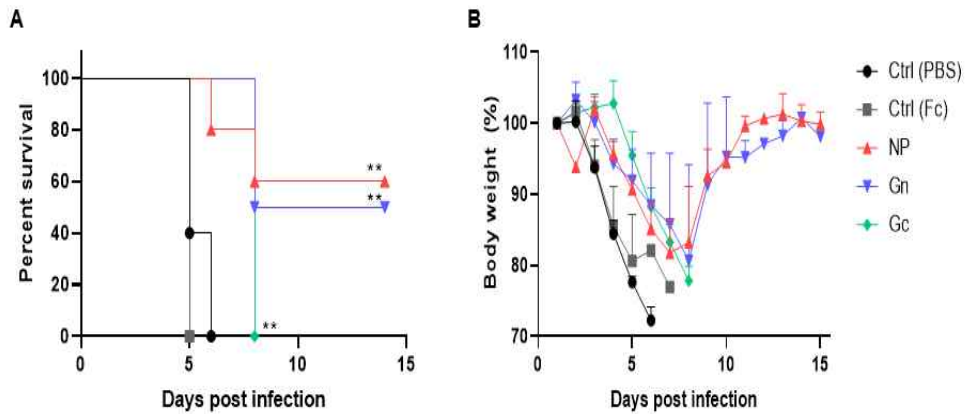 A
Percent survival
100
80
60
40
20
0
**
**
**
0
5
10
15
Days post infection
B
Body weight (%)
110
100
90
80
70
0
5
10
15
Days post infection
Ctrl (PBS)
Ctrl (Fc)
NP
Gn
Gc